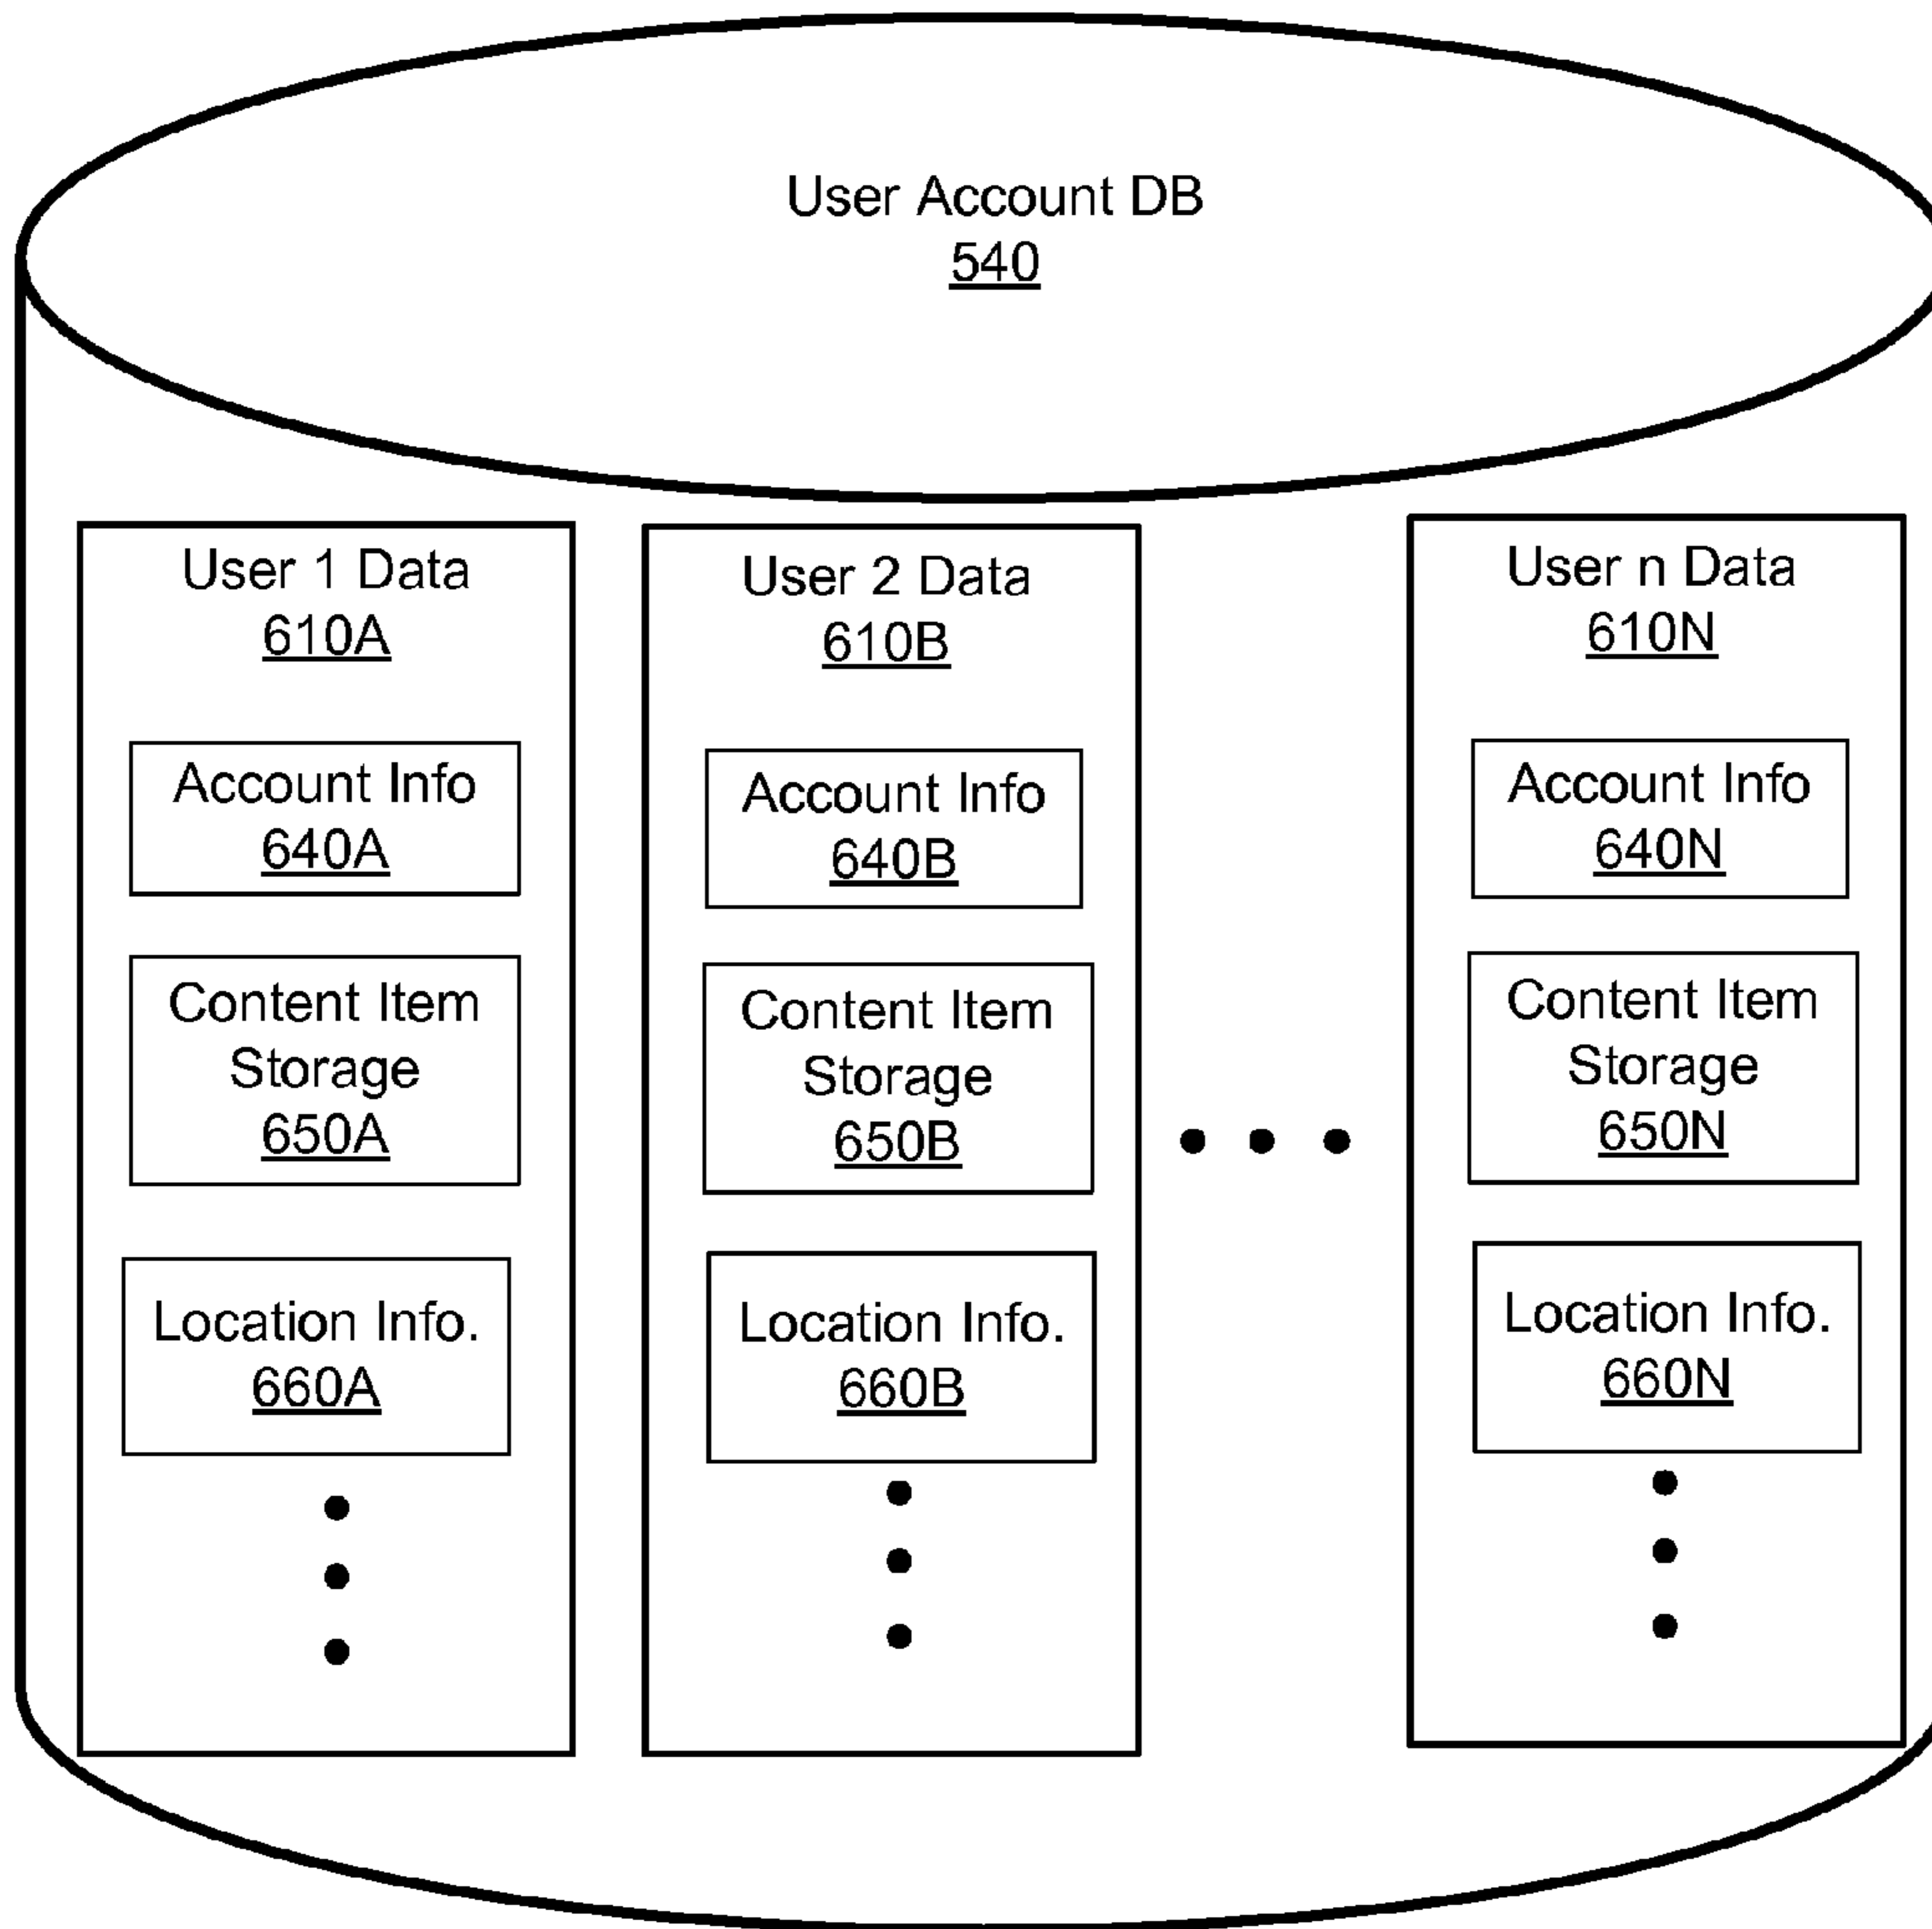 User Account DB
540
User 1 Data
610A
Account Info
640A
Content Item
Storage
650A
Location Info.
660A
User 2 Data
610B
Account Info
640B
Content Item
Storage
650B
Location Info.
660B
User n Data
610N
Account Info
640N
Content Item
Storage
650N
Location Info.
660N